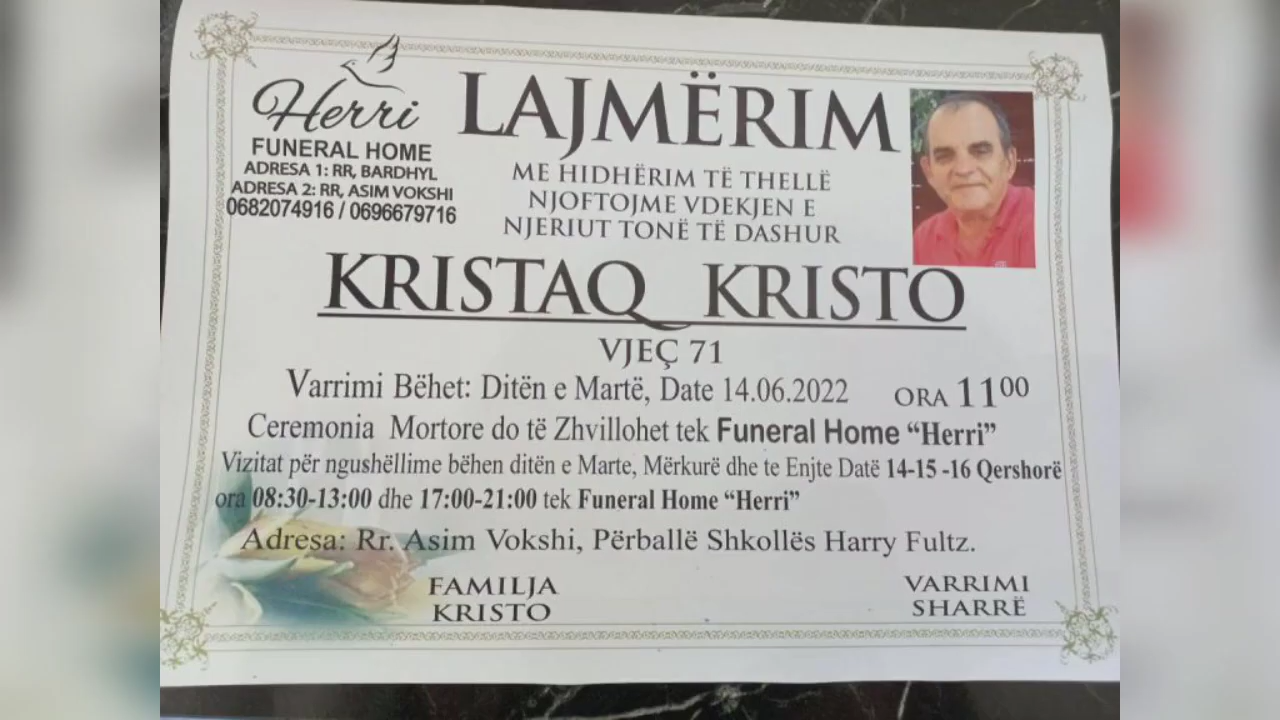 Herri
FUNERAL HOME
ADRESA 1: RR, BARDHYL
ADRESA 2: RR, ASIM VOKSHI
0682074916 / 0696679716
LAJMËRIM
ME HIDHËRIM TË THELLË
NJOFTOJME VDEKJEN E
NJERIUT TONË TË DASHUR
KRISTAQ KRISTO
VJEÇ 71
Varrimi Bëhet: Ditën e Martë, Date 14.06.2022 ORA 11⁰⁰
Ceremonia Mortore do të Zhvillohet tek Funeral Home “Herri”
Vizitat për ngushëllime bëhen ditën e Marte, Mërkurë dhe te Enjte Datë 14-15 -16 Qershorë
ora 08:30-13:00 dhe 17:00-21:00 tek Funeral Home “Herri”
Adresa: Rr. Asim Vokshi, Përballë Shkollës Harry Fultz.
FAMILJA
KRISTO
VARRIMI
SHARRË